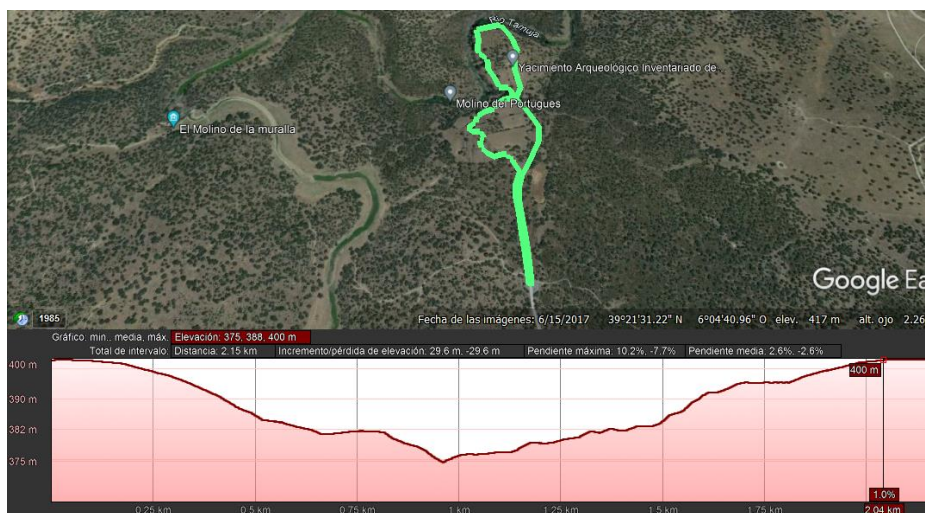 Rio Tamuja
Yacimiento Arqueológico Inventariado de
Molino del Portugues
El Molino de la muralla
Google Ea
1985
Fecha de las imágenes: 6/15/2017 39°21'31.22" N 6°04'40.96" O elev. 417 m alt. ojo 2.26
Gráfico, min., media, máx. Elevación: 375, 388, 400 m
Total de intervalo: Distancia: 2.15 km Incremento/pérdida de elevación: 29.6 m, -29.6 m Pendiente máxima: 10.2%, -7.7% Pendiente media: 2.6%, -2.6%
400 m
400 m
390 m
382 m
375 m
1.0%
0.25 km 0.5 km 0.75 km 1 km 1.25 km 1.5 km 1.75 km 2.04 km